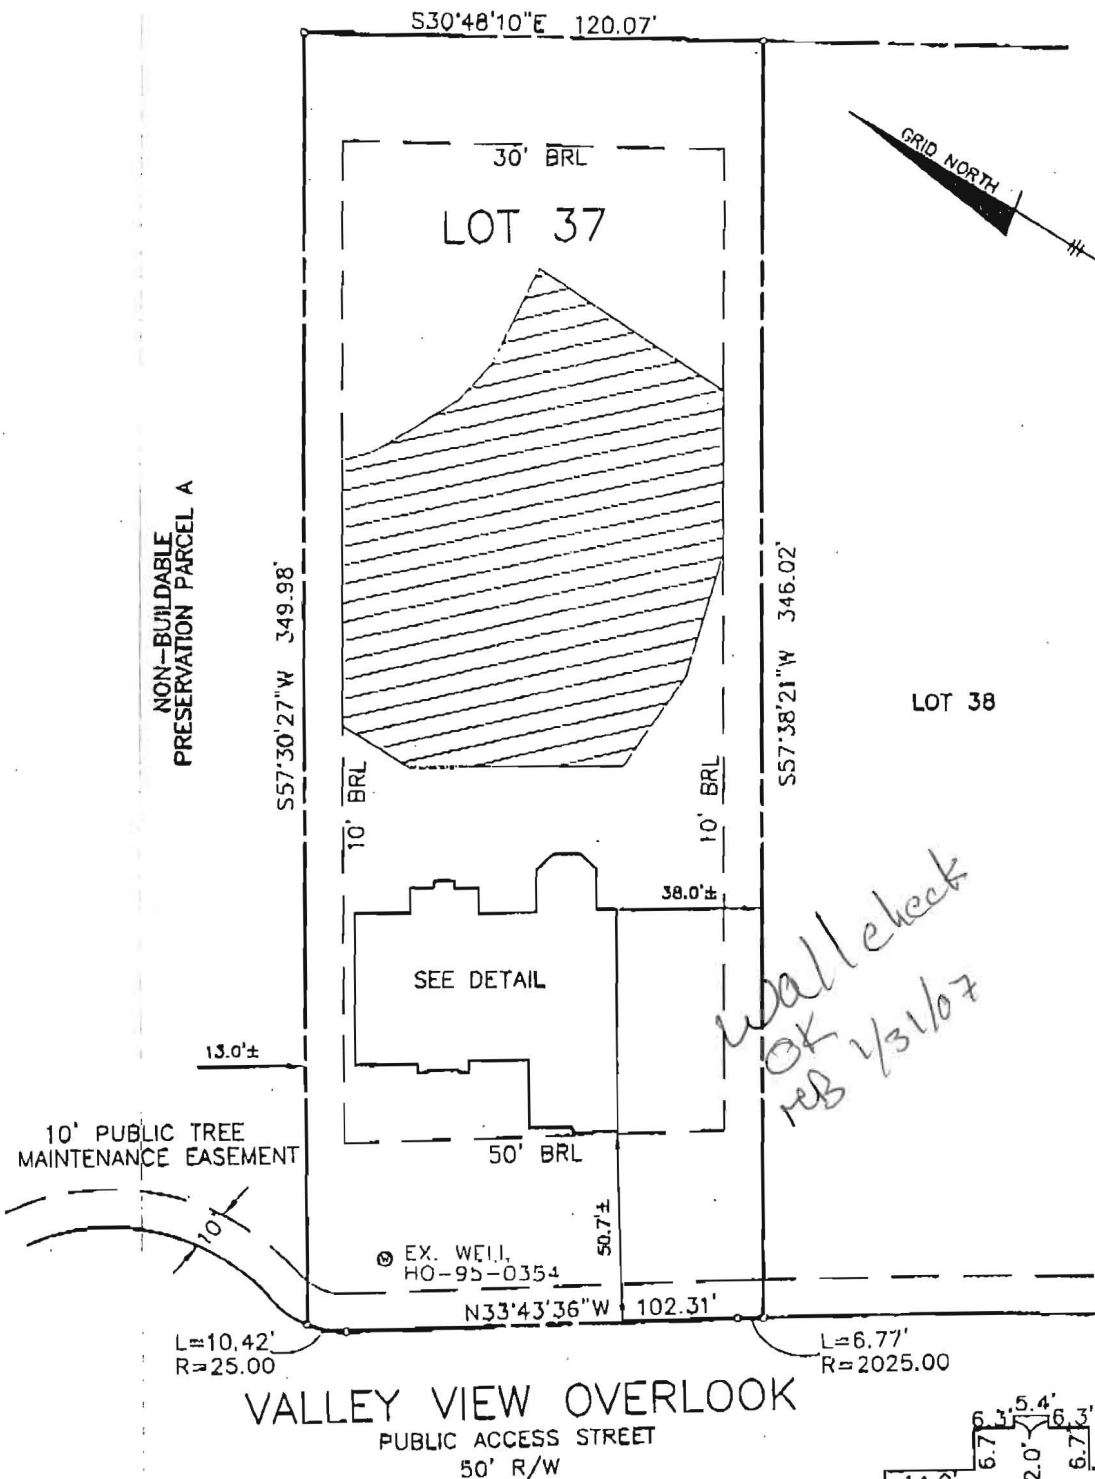 S30°48'10"E 120.07'
GRID NORTH
30' BRL
LOT 37
NON-BUILDABLE
PRESERVATION PARCEL A
S57°30'27"W 349.98'
S57°38'21"W 346.02'
LOT 38
10' BRL
10' BRL
38.0'±
SEE DETAIL
Wall check
OK
1/31/07
13.0'±
10' PUBLIC TREE
MAINTENANCE EASEMENT
50' BRL
10'
50.7'±
W EX. WELL
HO-95-0354
N33°43'36"W 102.31'
L=10.42'
R=25.00
L=6.77'
R=2025.00
VALLEY VIEW OVERLOOK
PUBLIC ACCESS STREET
50' R/W
6.3' 5.4' 6.3'
6.7' 2.0' 6.7'